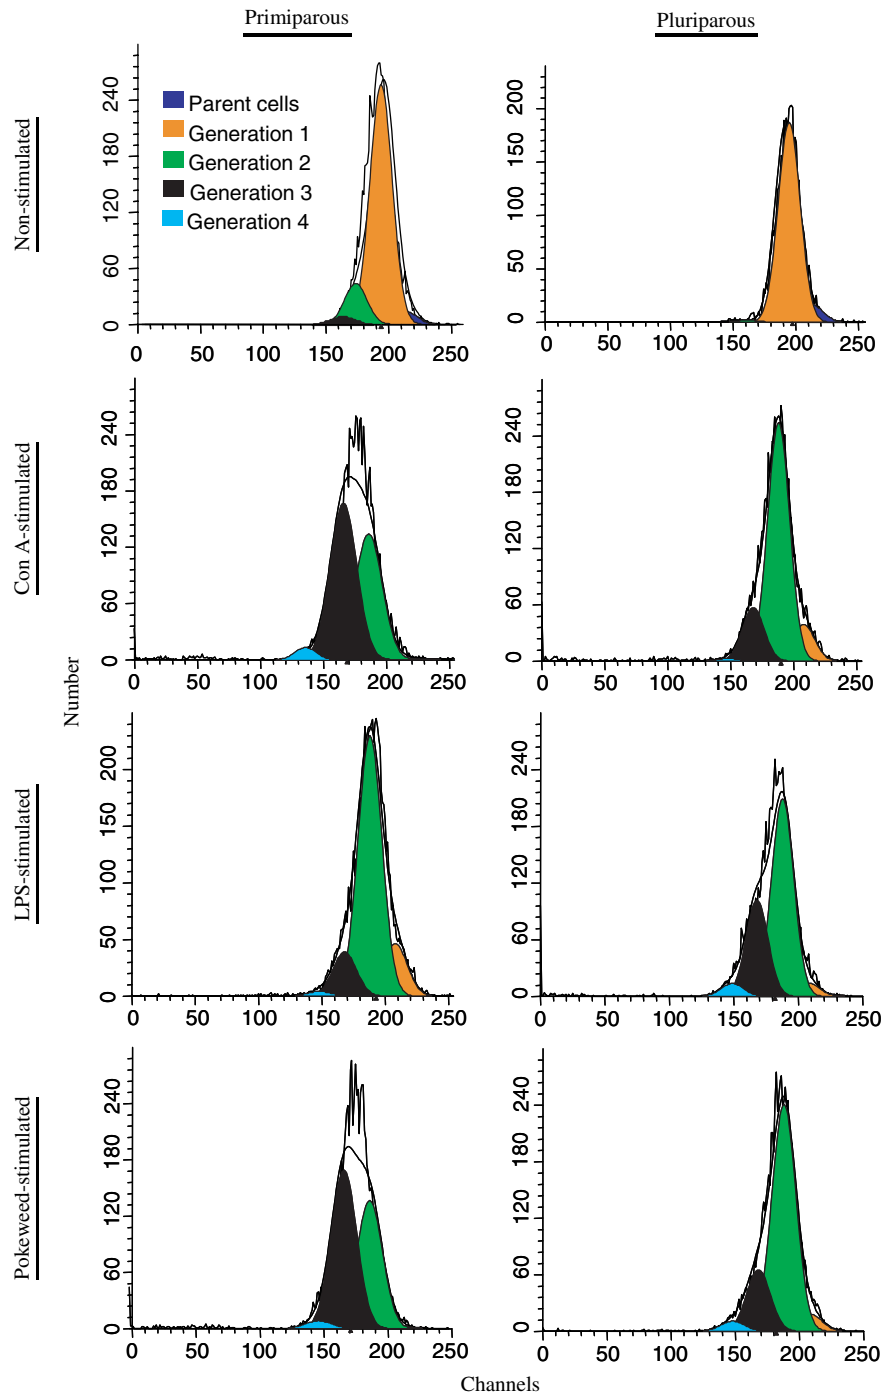 Primiparous
Pluriparous
Non-stimulated
240
180
120
60
0
Parent cells
Generation 1
Generation 2
Generation 3
Generation 4
0 50 100 150 200 250
200
150
100
50
0
0 50 100 150 200 250
Con A-stimulated
240
180
120
60
0
0 50 100 150 200 250
240
180
120
60
0
0 50 100 150 200 250
Number
LPS-stimulated
200
150
100
50
0
0 50 100 150 200 250
240
180
120
60
0
0 50 100 150 200 250
Pokeweed-stimulated
240
180
120
60
0
0 50 100 150 200 250
240
180
120
60
0
0 50 100 150 200 250
Channels